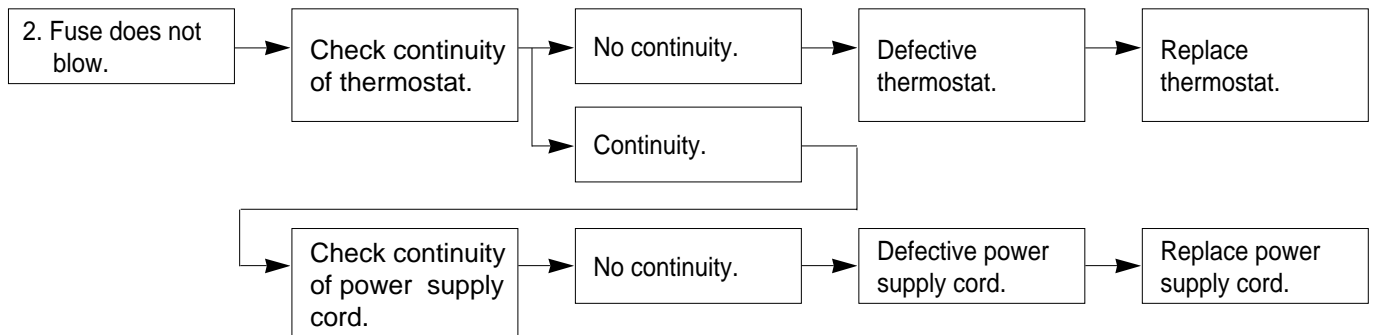 2. Fuse does not
blow.
Check continuity
of thermostat.
No continuity.
Defective
thermostat.
Replace
thermostat.
Continuity.
Check continuity
of power supply
cord.
No continuity.
Defective power
supply cord.
Replace power
supply cord.